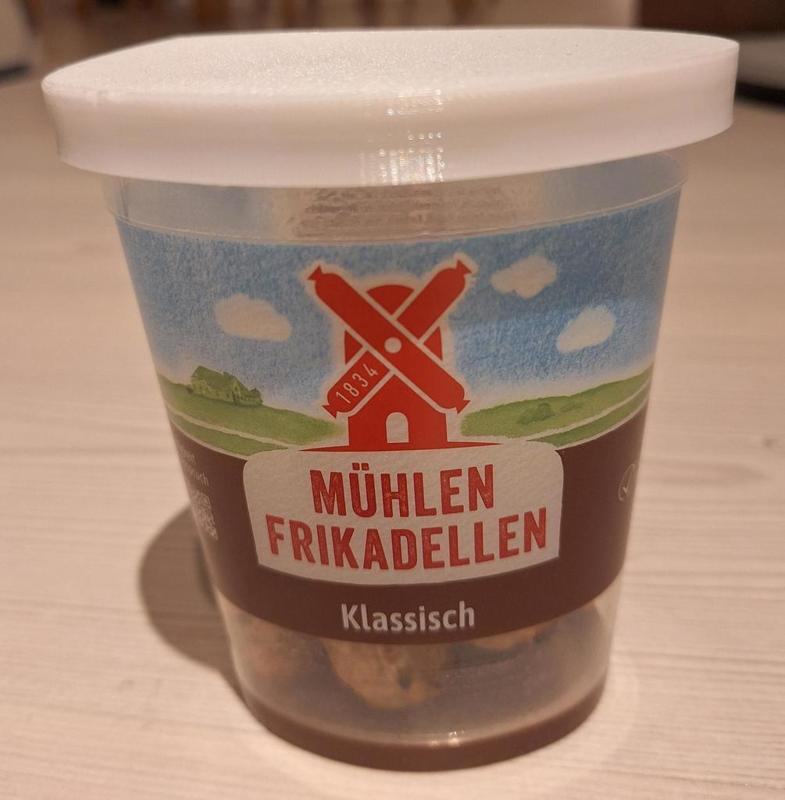 1834
MÜHLEN
FRIKADELLEN
Klassisch